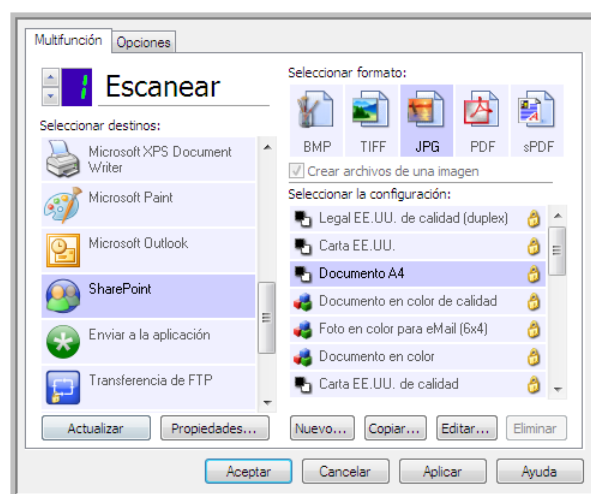 Multifunción
Opciones
1
Escanear
Seleccionar destinos:
Microsoft XPS Document
Writer
Microsoft Paint
Microsoft Outlook
SharePoint
Enviar a la aplicación
Transferencia de FTP
Actualizar
Propiedades...
Seleccionar formato:
BMP
TIFF
JPG
PDF
sPDF
Crear archivos de una imagen
Seleccionar la configuración:
Legal EE.UU. de calidad (duplex)
Carta EE.UU.
Documento A4
Documento en color de calidad
Foto en color para eMail (6x4)
Documento en color
Carta EE.UU. de calidad
Nuevo...
Copiar...
Editar...
Eliminar
Aceptar
Cancelar
Aplicar
Ayuda